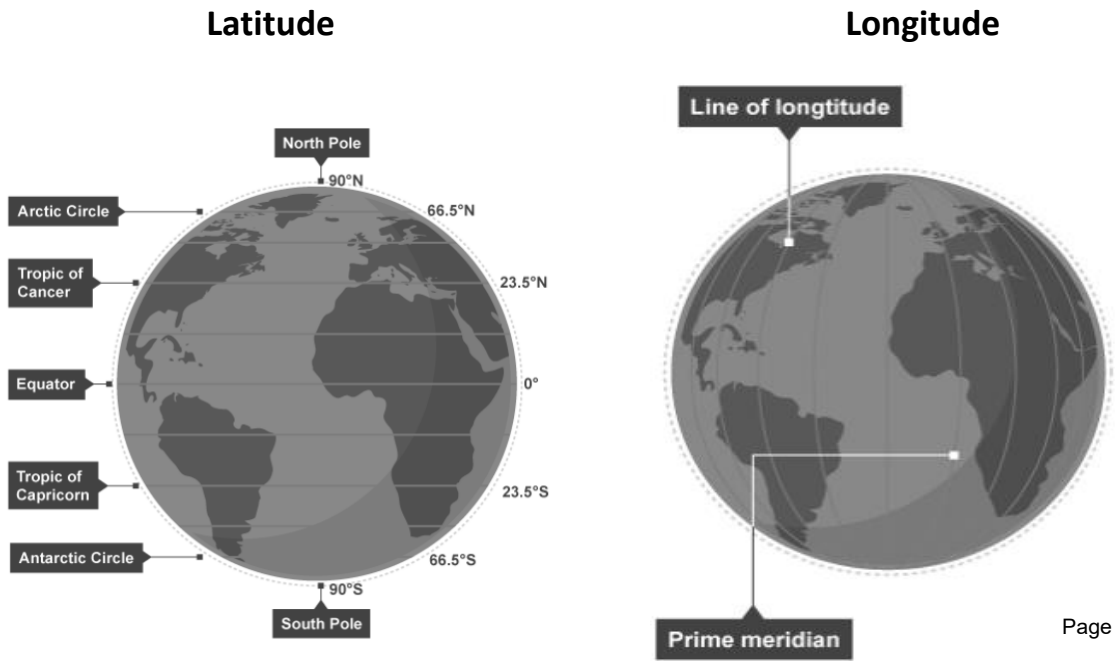 Latitude
Longitude
North Pole
90°N
Arctic Circle
66.5°N
Tropic of
Cancer
23.5°N
Equator
0°
Tropic of
Capricorn
23.5°S
Antarctic Circle
66.5°S
90°S
South Pole
Line of longtitude
Prime meridian
Page